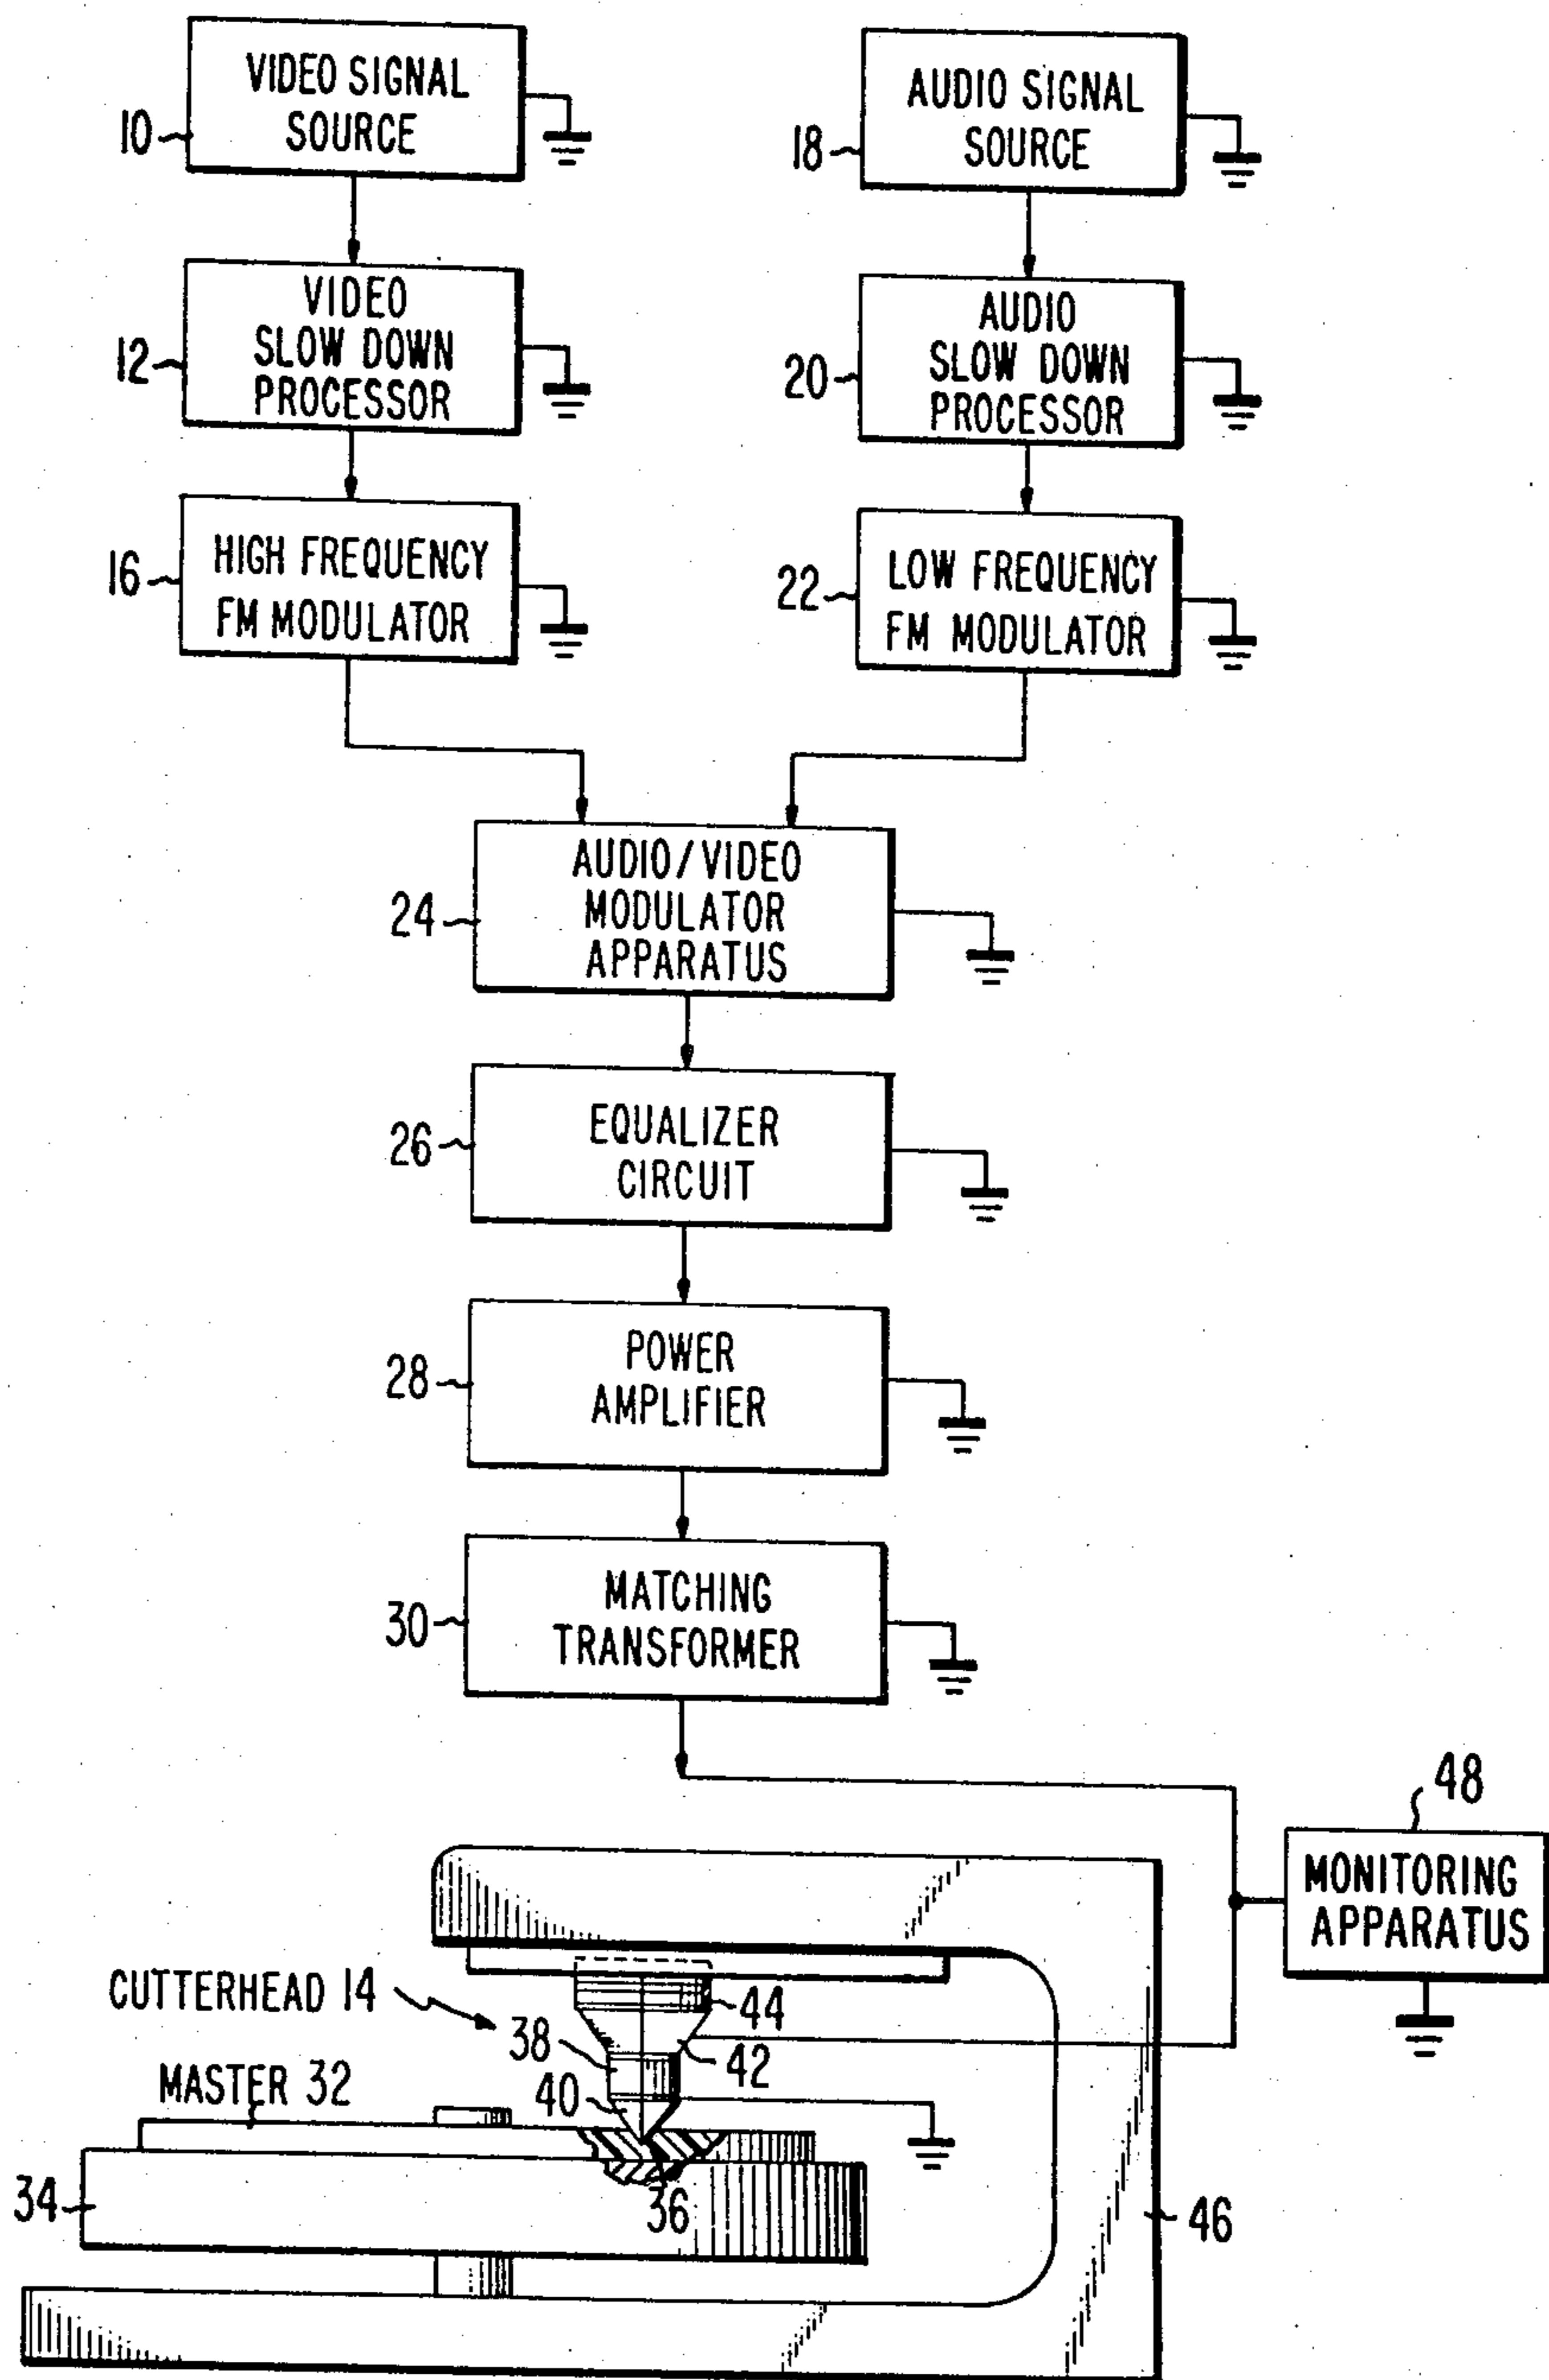 VIDEO SIGNAL
SOURCE
10
AUDIO SIGNAL
SOURCE
18
VIDEO
SLOW DOWN
PROCESSOR
12
AUDIO
SLOW DOWN
PROCESSOR
20
HIGH FREQUENCY
FM MODULATOR
16
LOW FREQUENCY
FM MODULATOR
22
AUDIO/VIDEO
MODULATOR
APPARATUS
24
EQUALIZER
CIRCUIT
26
POWER
AMPLIFIER
28
MATCHING
TRANSFORMER
30
48
MONITORING
APPARATUS
CUTTERHEAD 14
44
38
42
MASTER 32
40
34
36
46